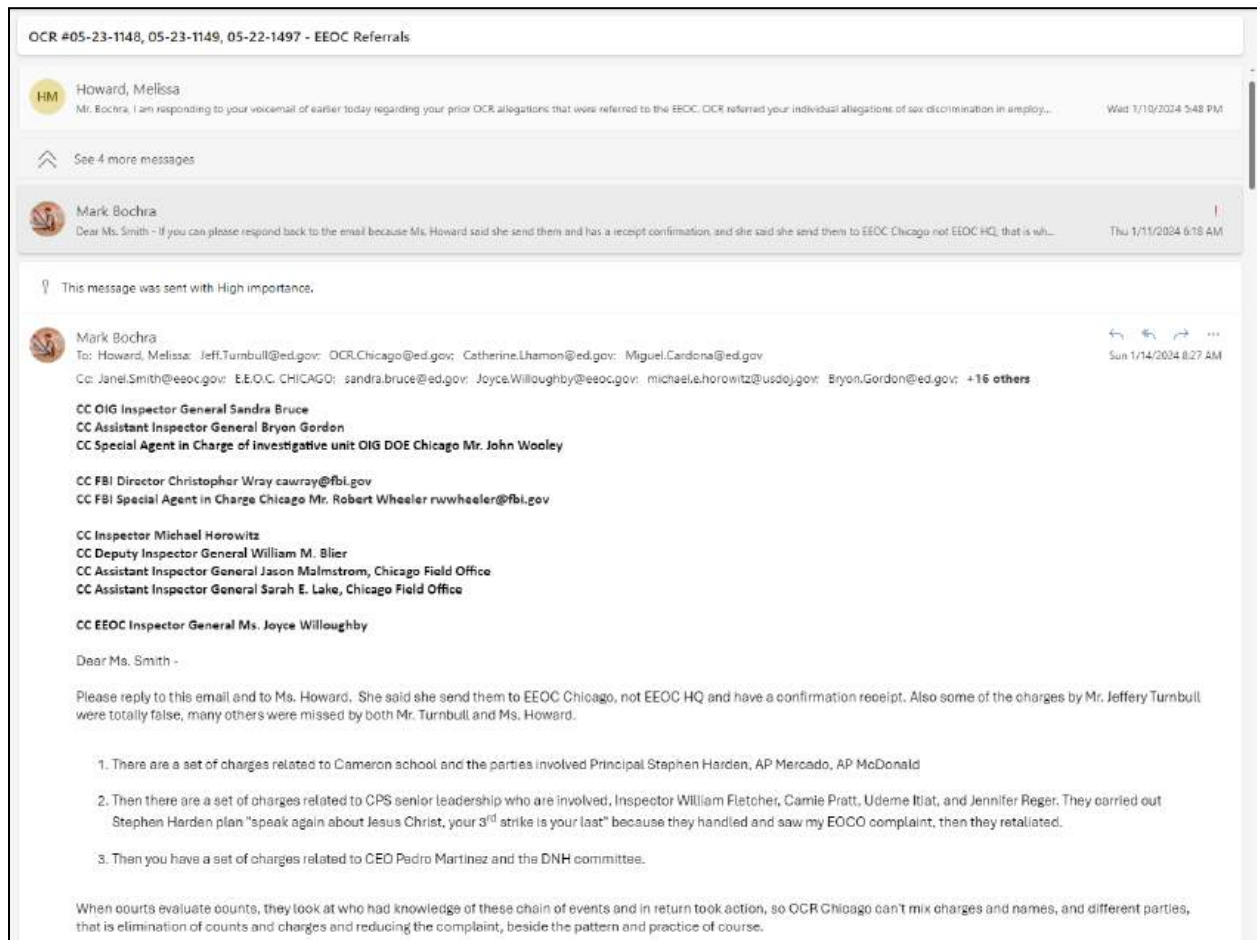 OCR #05-23-1148, 05-23-1149, 05-22-1497 - EEOC Referrals
HM
Howard, Melissa
Mr. Bochra, I am responding to your voicemail of earlier today regarding your prior OCR allegations that were referred to the EEOC. OCR referred your individual allegations of sex discrimination in employ...
Wed 1/10/2024 5:48 PM
See 4 more messages
Mark Bochra
!
Dear Ms. Smith - If you can please respond back to the email because Ms. Howard said she send them and has a receipt confirmation, and she said she send them to EEOC Chicago not EEOC HQ, that is wh...
Thu 1/11/2024 6:18 AM
This message was sent with High importance.
Mark Bochra
To: Howard, Melissa; Jeff.Turnbull@ed.gov; OCR.Chicago@ed.gov; Catherine.Lhamon@ed.gov; Miguel.Cardona@ed.gov
Sun 1/14/2024 8:27 AM
Cc: Janel.Smith@eeoc.gov; E.E.O.C. CHICAGO; sandra.bruce@ed.gov; Joyce.Willoughby@eeoc.gov; michael.e.horowitz@usdoj.gov; Bryon.Gordon@ed.gov; +16 others
CC OIG Inspector General Sandra Bruce
CC Assistant Inspector General Bryon Gordon
CC Special Agent in Charge of investigative unit OIG DOE Chicago Mr. John Wooley
CC FBI Director Christopher Wray cawray@fbi.gov
CC FBI Special Agent in Charge Chicago Mr. Robert Wheeler rwwheeler@fbi.gov
CC Inspector Michael Horowitz
CC Deputy Inspector General William M. Blier
CC Assistant Inspector General Jason Malmstrom, Chicago Field Office
CC Assistant Inspector General Sarah E. Lake, Chicago Field Office
CC EEOC Inspector General Ms. Joyce Willoughby
Dear Ms. Smith -
Please reply to this email and to Ms. Howard. She said she send them to EEOC Chicago, not EEOC HQ and have a confirmation receipt. Also some of the charges by Mr. Jeffery Turnbull
were totally false, many others were missed by both Mr. Turnbull and Ms. Howard.
1. There are a set of charges related to Cameron school and the parties involved Principal Stephen Harden, AP Mercado, AP McDonald
2. Then there are a set of charges related to CPS senior leadership who are involved, Inspector William Fletcher, Camie Pratt, Udeme Itiat, and Jennifer Reger. They carried out
Stephen Harden plan "speak again about Jesus Christ, your 3rd strike is your last" because they handled and saw my EOCO complaint, then they retaliated.
3. Then you have a set of charges related to CEO Pedro Martinez and the DNH committee.
When courts evaluate counts, they look at who had knowledge of these chain of events and in return took action, so OCR Chicago can't mix charges and names, and different parties,
that is elimination of counts and charges and reducing the complaint, beside the pattern and practice of course.